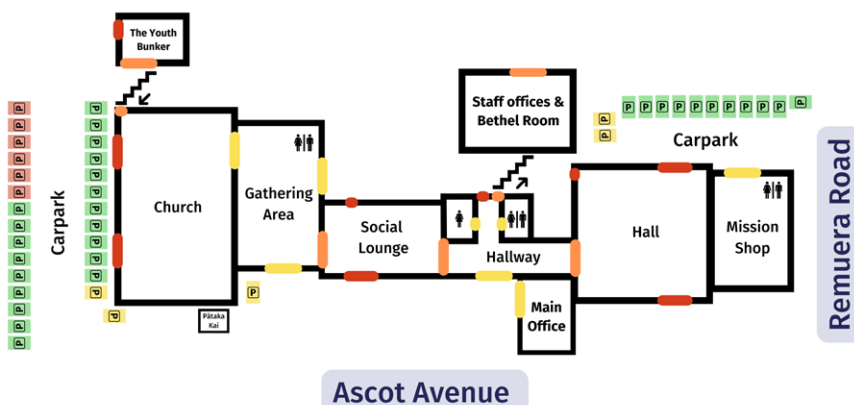 The Youth
Bunker
Staff offices &
Bethel Room
P P P P P P P P P P P
P
P
Carpark
Remuera Road
P
P
P
P
P
P
P
P
P
P
P
P
P
P
Carpark
P
P
P
P
P
P
P
P
P
P
P
P
P
Church
Gathering
Area
Social
Lounge
Hallway
Hall
Mission
Shop
Main
Office
P
Pātaka
Kai
Ascot Avenue